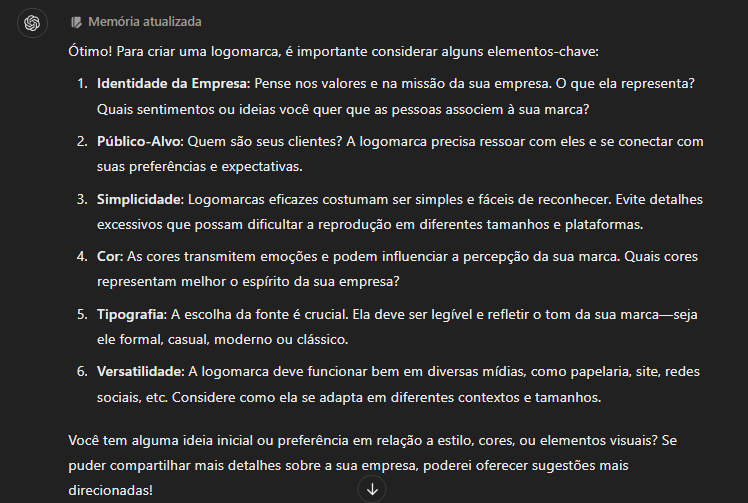 Memória atualizada
Ótimo! Para criar uma logomarca, é importante considerar alguns elementos-chave:
1. Identidade da Empresa: Pense nos valores e na missão da sua empresa. O que ela representa?
Quais sentimentos ou ideias você quer que as pessoas associem à sua marca?
2. Público-Alvo: Quem são seus clientes? A logomarca precisa ressoar com eles e se conectar com
suas preferências e expectativas.
3. Simplicidade: Logomarcas eficazes costumam ser simples e fáceis de reconhecer. Evite detalhes
excessivos que possam dificultar a reprodução em diferentes tamanhos e plataformas.
4. Cor: As cores transmitem emoções e podem influenciar a percepção da sua marca. Quais cores
representam melhor o espírito da sua empresa?
5. Tipografia: A escolha da fonte é crucial. Ela deve ser legível e refletir o tom da sua marca—seja
ele formal, casual, moderno ou clássico.
6. Versatilidade: A logomarca deve funcionar bem em diversas mídias, como papelaria, site, redes
sociais, etc. Considere como ela se adapta em diferentes contextos e tamanhos.
Você tem alguma ideia inicial ou preferência em relação a estilo, cores, ou elementos visuais? Se
puder compartilhar mais detalhes sobre a sua empresa, poderei oferecer sugestões mais
direcionadas!